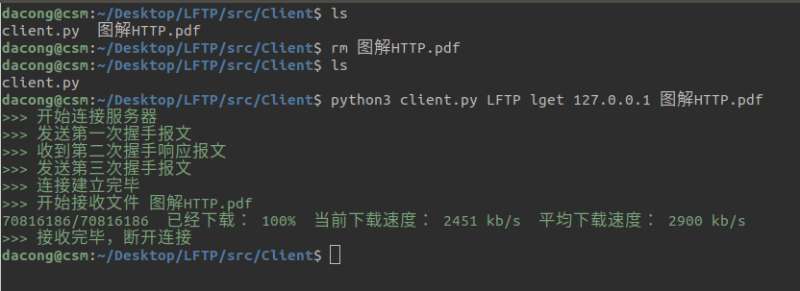 dacong@csm:~/Desktop/LFTP/src/Client$ ls
client.py  图解HTTP.pdf
dacong@csm:~/Desktop/LFTP/src/Client$ rm 图解HTTP.pdf
dacong@csm:~/Desktop/LFTP/src/Client$ ls
client.py
dacong@csm:~/Desktop/LFTP/src/Client$ python3 client.py LFTP lget 127.0.0.1 图解HTTP.pdf
>>> 开始连接服务器
>>> 发送第一次握手报文
>>> 收到第二次握手响应报文
>>> 发送第三次握手报文
>>> 连接建立完毕
>>> 开始接收文件 图解HTTP.pdf
70816186/70816186  已经下载： 100%  当前下载速度： 2451 kb/s  平均下载速度： 2900 kb/s
>>> 接收完毕，断开连接
dacong@csm:~/Desktop/LFTP/src/Client$